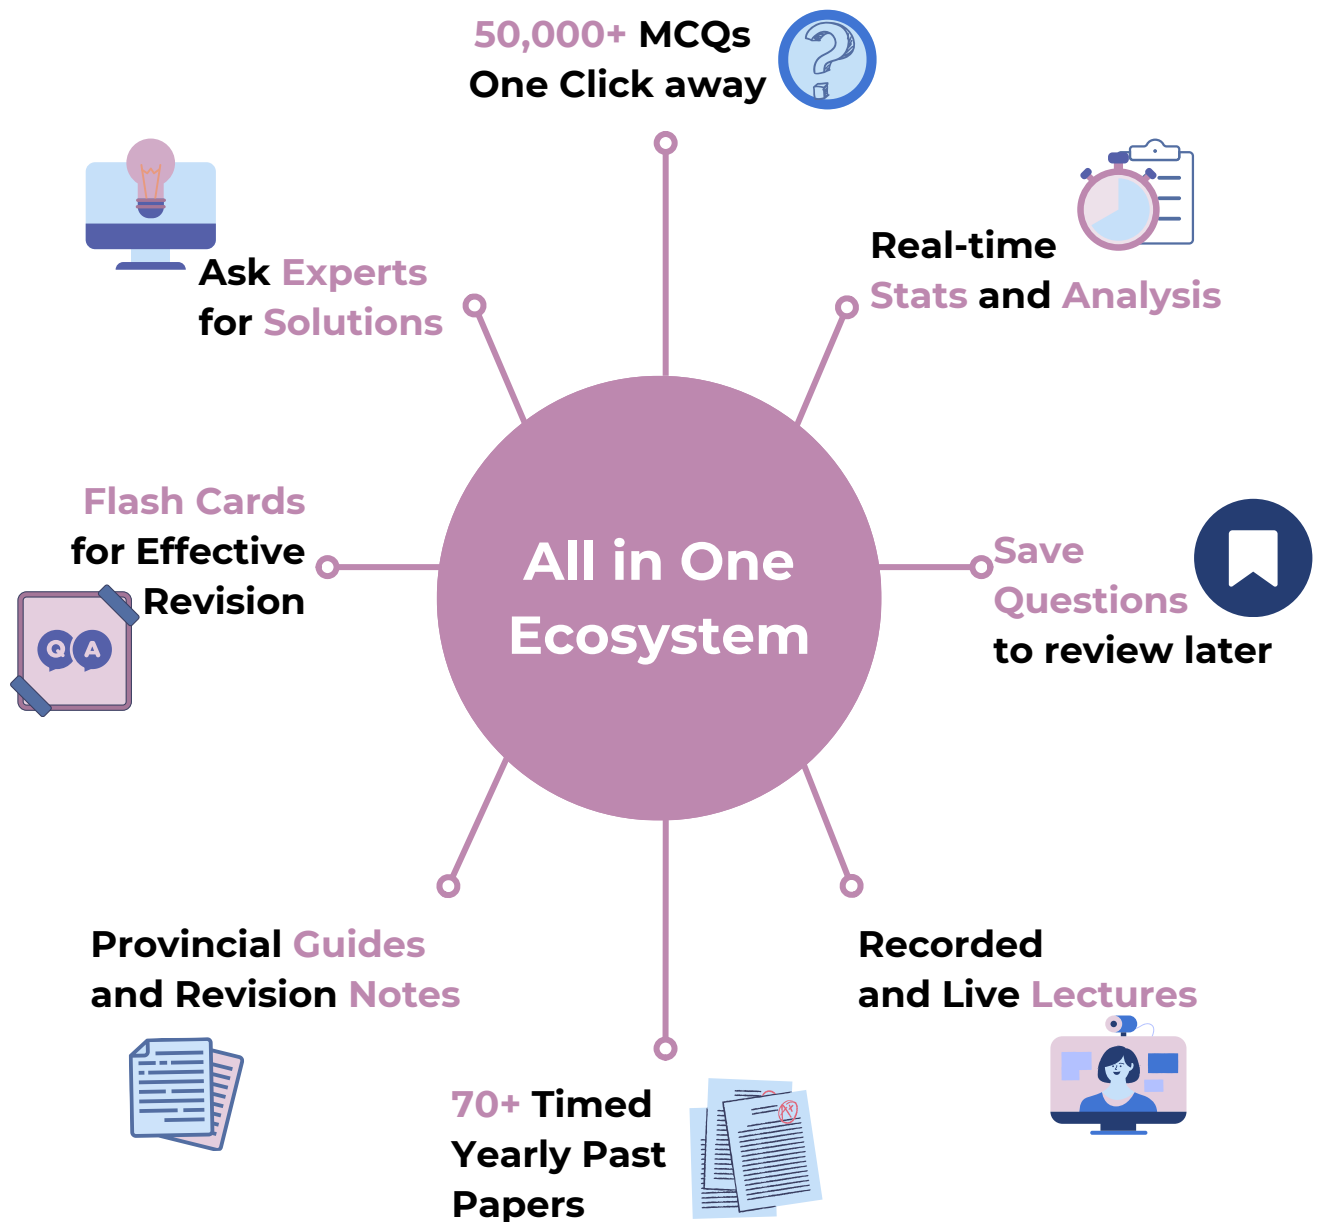 50,000+ MCQs
One Click away
Ask Experts
for Solutions
Real-time
Stats and Analysis
Flash Cards
for Effective
Revision
Q A
All in One
Ecosystem
Save
Questions
to review later
Provincial Guides
and Revision Notes
Recorded
and Live Lectures
70+ Timed
Yearly Past
Papers